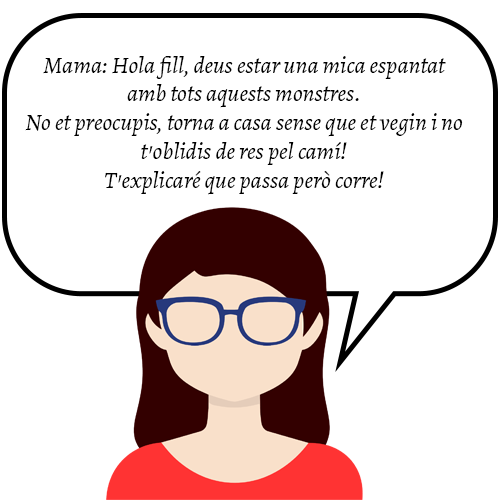 Mama: Hola fill, deus estar una mica espantat
amb tots aquests monstres.
No et preocupis, torna a casa sense que et vegin i no
t'oblidis de res pel camí!
T'explicaré que passa però corre!